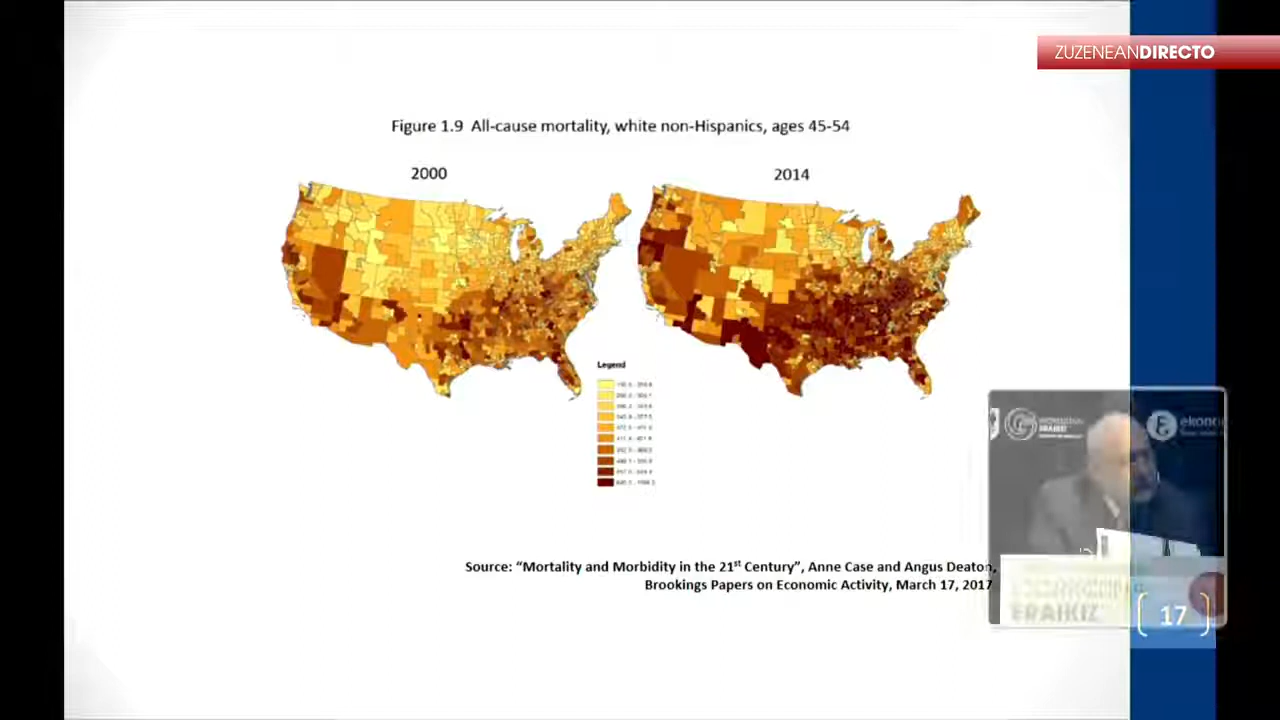 ZUZENEANDIRECTO
Figure 1.9 All-cause mortality, white non-Hispanics, ages 45-54
2000
2014
Legend
ERAIKIZ
Source: “Mortality and Morbidity in the 21st Century”, Anne Case and Angus Deaton,
Brookings Papers on Economic Activity, March 17, 2017
ERAIKIZ
17